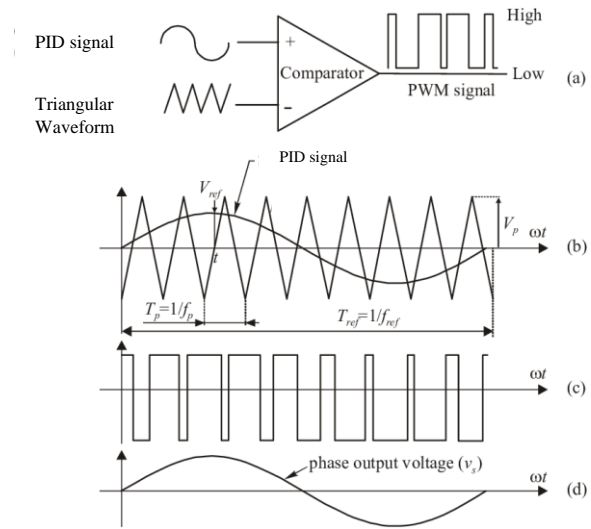 PID signal
High
+
Comparator
-
Low
(a)
Triangular
Waveform
PWM signal
PID signal
V_ref
V_p
ωt
(b)
t
T_p=1/f_p
T_ref=1/f_ref
ωt
(c)
phase output voltage (v_s)
ωt
(d)